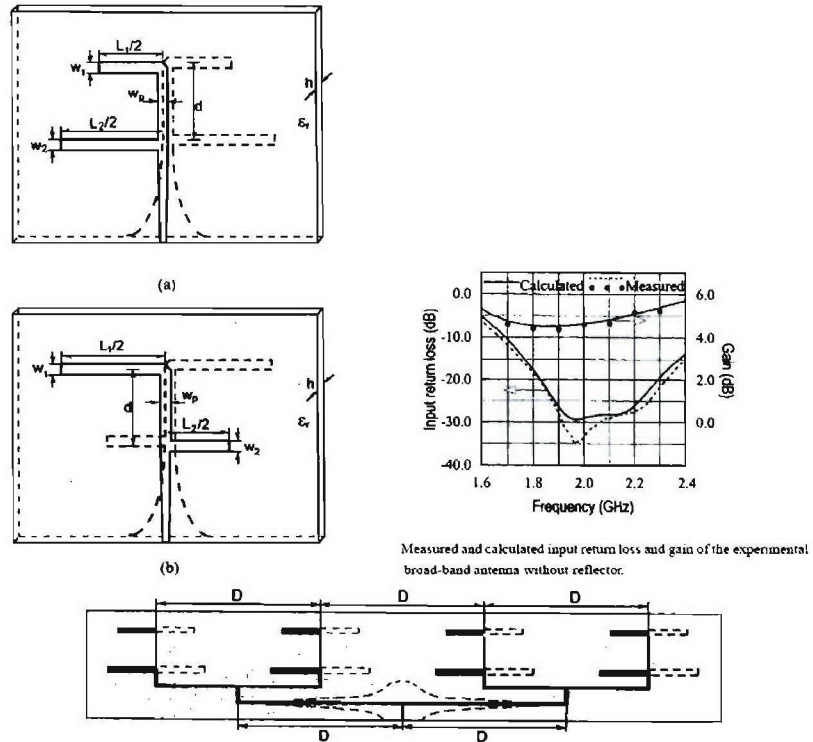 L₁/2
w₁
wₚ
d
h
L₂/2
εᵣ
w₂
(a)
L₁/2
w₁
h
d
wₚ
L₂/2
εᵣ
w₂
(b)
Calculated Measured
0.0
-10.0
-20.0
-30.0
-40.0
Input return loss (dB)
6.0
4.0
2.0
0.0
Gain (dB)
1.6 1.8 2.0 2.2 2.4
Frequency (GHz)
Measured and calculated input return loss and gain of the experimental
broad-band antenna without reflector.
D D D
D D